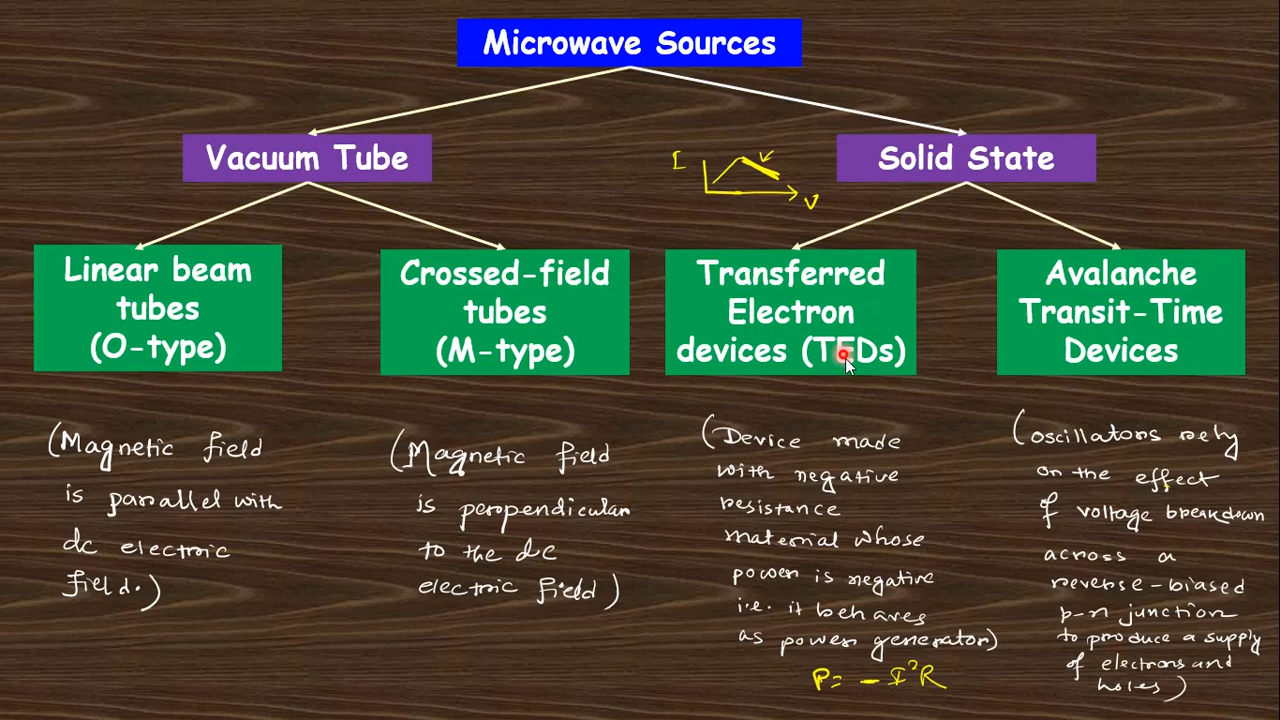 Microwave Sources
Vacuum Tube
Solid State
I
V
Linear beam
tubes
(O-type)
Crossed-field
tubes
(M-type)
Transferred
Electron
devices (TEDs)
Avalanche
Transit-Time
Devices
(Magnetic field
is parallel with
dc electric
field.)
(Magnetic field
is perpendicular
to the dc
electric field)
(Device made
with negative
resistance
material whose
power is negative
i.e. it behaves
as power generator)
P= - I²R
(oscillators rely
on the effect
of voltage breakdown
across a
reverse-biased
p-n junction
to produce a supply
of electrons and
holes)